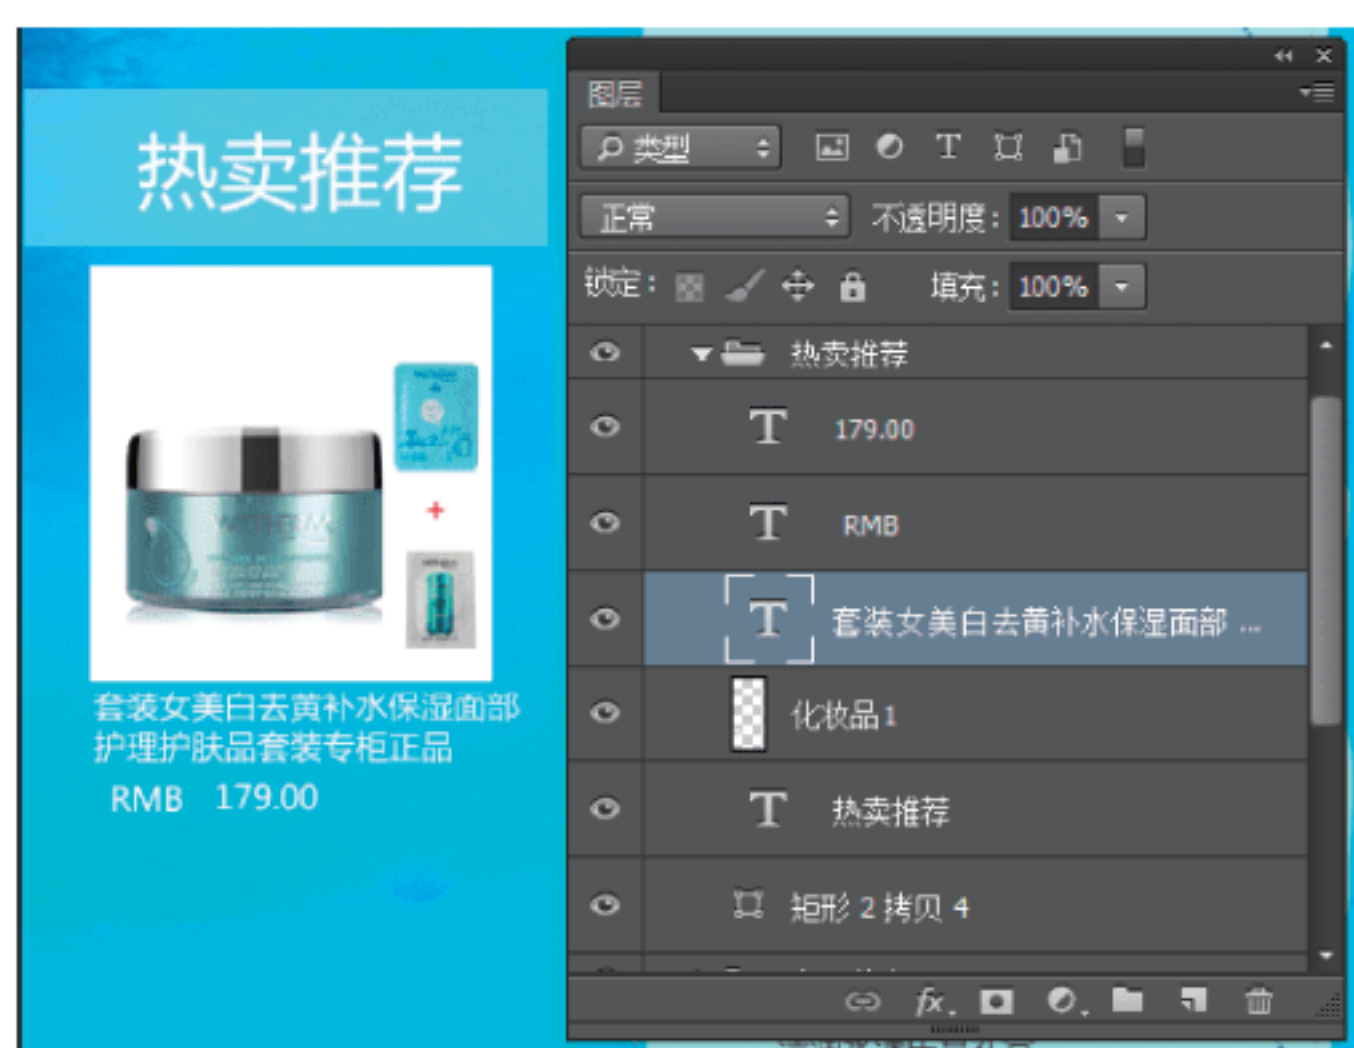 热卖推荐
套装女美白去黄补水保湿面部
护理护肤品套装专柜正品
RMB 179.00
图层
类型
正常
不透明度: 100%
锁定:
填充: 100%
热卖推荐
179.00
RMB
套装女美白去黄补水保湿面部 ...
化妆品1
热卖推荐
矩形 2 拷贝 4
fx